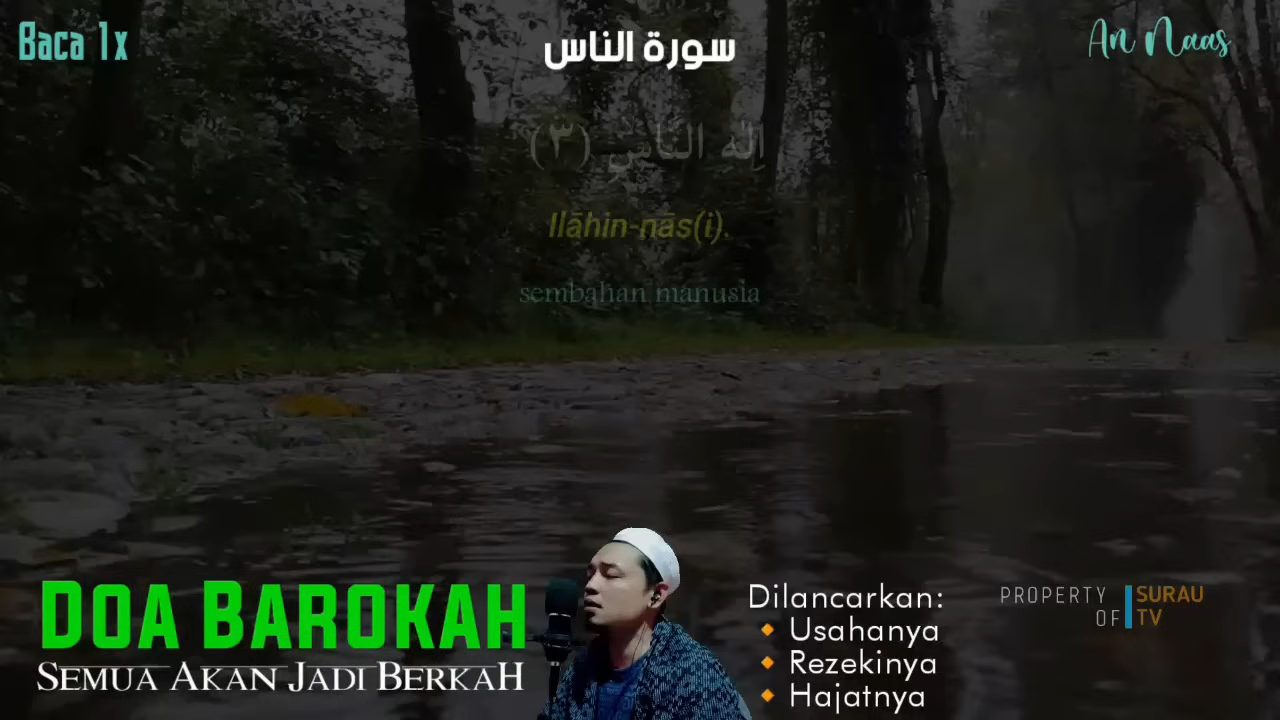 Baca 1x
سورة الناس
An Naas
اِلٰهِ النَّاسِۙ (٣)
Ilāhin-nās(i).
sembahan manusia
DOA BAROKAH
SEMUA AKAN JADI BERKAH
Dilancarkan:
🔸 Usahanya
🔸 Rezekinya
🔸 Hajatnya
PROPERTY OF SURAU TV